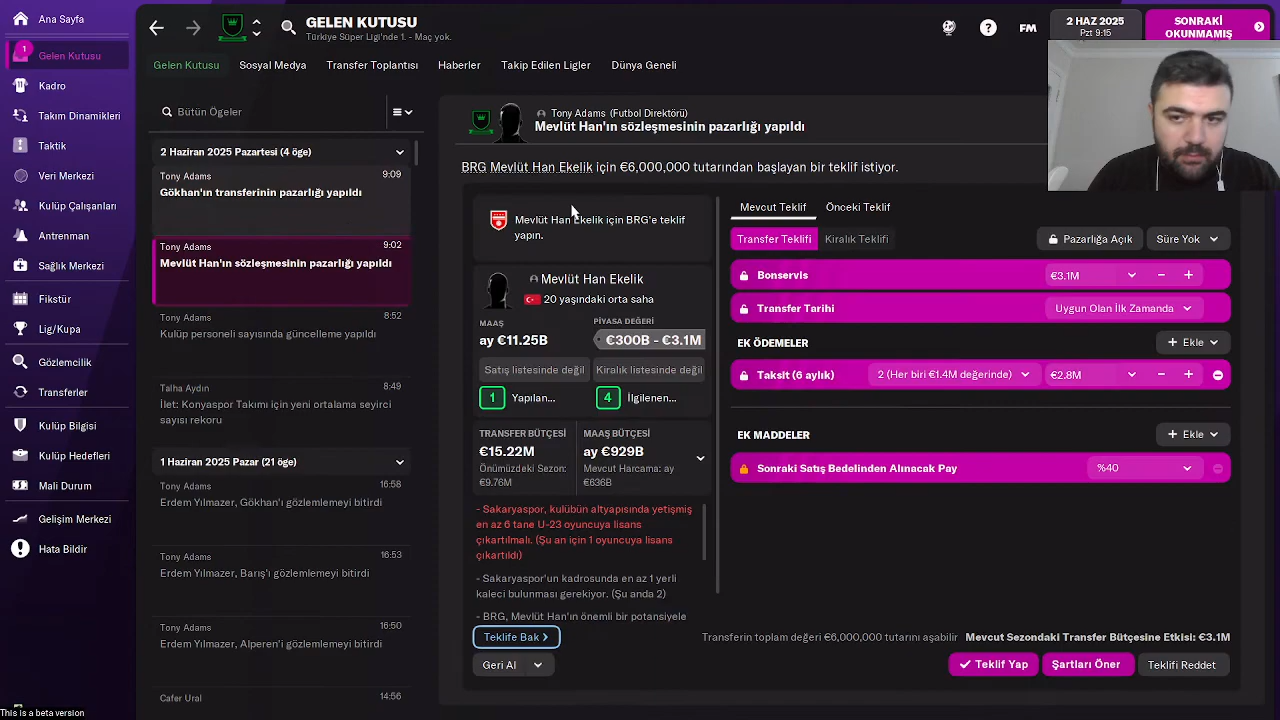 Ana Sayfa
1
Gelen Kutusu
Kadro
Takım Dinamikleri
Taktik
Veri Merkezi
Kulüp Çalışanları
Antrenman
Sağlık Merkezi
Fikstür
Lig/Kupa
Gözlemcilik
Transferler
Kulüp Bilgisi
Kulüp Hedefleri
Mali Durum
Gelişim Merkezi
Hata Bildir
This is a beta version
GELEN KUTUSU
Türkiye Süper Ligi'nde 1. - Maç yok.
?
FM
2 HAZ 2025
Pzt 9:15
SONRAKİ
OKUNMAMIŞ
Gelen Kutusu
Sosyal Medya
Transfer Toplantısı
Haberler
Takip Edilen Ligler
Dünya Geneli
Bütün Ögeler
2 Haziran 2025 Pazartesi (4 öge)
Tony Adams 9:09
Gökhan'ın transferinin pazarlığı yapıldı
Tony Adams 9:02
Mevlüt Han'ın sözleşmesinin pazarlığı yapıldı
Tony Adams 8:52
Kulüp personeli sayısında güncelleme yapıldı
Talha Aydın 8:49
İlet: Konyaspor Takımı için yeni ortalama seyirci
sayısı rekoru
1 Haziran 2025 Pazar (21 öge)
Tony Adams 16:58
Erdem Yılmazer, Gökhan'ı gözlemlemeyi bitirdi
Tony Adams 16:53
Erdem Yılmazer, Barış'ı gözlemlemeyi bitirdi
Tony Adams 16:50
Erdem Yılmazer, Alperen'i gözlemlemeyi bitirdi
Cafer Ural 14:56
Tony Adams (Futbol Direktörü)
Mevlüt Han'ın sözleşmesinin pazarlığı yapıldı
BRG Mevlüt Han Ekelik için €6,000,000 tutarından başlayan bir teklif istiyor.
Mevlüt Han Ekelik için BRG'e teklif
yapın.
Mevlüt Han Ekelik
20 yaşındaki orta saha
MAAŞ
ay €11.25B
PİYASA DEĞERİ
€300B - €3.1M
Satış listesinde değil
Kiralık listesinde değil
1 Yapılan...
4 İlgilenen...
TRANSFER BÜTÇESİ
€15.22M
Önümüzdeki Sezon:
€9.76M
MAAŞ BÜTÇESİ
ay €929B
Mevcut Harcama: ay
€636B
- Sakaryaspor, kulübün altyapısında yetişmiş
en az 6 tane U-23 oyuncuya lisans
çıkartılmalı. (Şu an için 1 oyuncuya lisans
çıkartıldı)
- Sakaryaspor'un kadrosunda en az 1 yerli
kaleci bulunması gerekiyor. (Şu anda 2)
- BRG, Mevlüt Han'ın önemli bir potansiyele
Teklife Bak
Geri Al
Mevcut Teklif
Önceki Teklif
Transfer Teklifi
Kiralık Teklifi
Pazarlığa Açık
Süre Yok
Bonservis €3.1M
Transfer Tarihi Uygun Olan İlk Zamanda
EK ÖDEMELER + Ekle
Taksit (6 aylık) 2 (Her biri €1.4M değerinde) €2.8M
EK MADDELER + Ekle
Sonraki Satış Bedelinden Alınacak Pay %40
Transferin toplam değeri €6,000,000 tutarını aşabilir Mevcut Sezondaki Transfer Bütçesine Etkisi: €3.1M
Teklif Yap
Şartları Öner
Teklifi Reddet